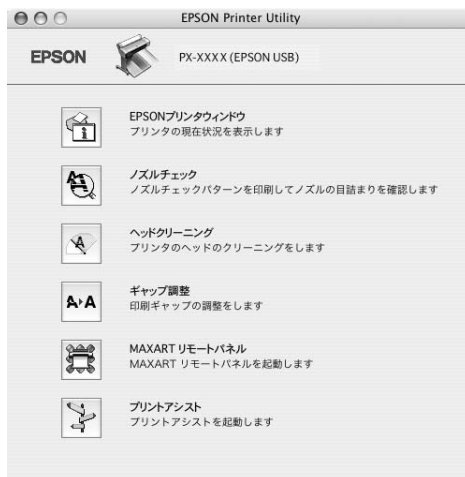 EPSON Printer Utility
EPSON
PX-XXXX (EPSON USB)
EPSONプリンタウィンドウ
プリンタの現在状況を表示します
ノズルチェック
ノズルチェックパターンを印刷してノズルの目詰まりを確認します
ヘッドクリーニング
プリンタのヘッドのクリーニングをします
ギャップ調整
印刷ギャップの調整をします
MAXART リモートパネル
MAXART リモートパネルを起動します
プリントアシスト
プリントアシストを起動します